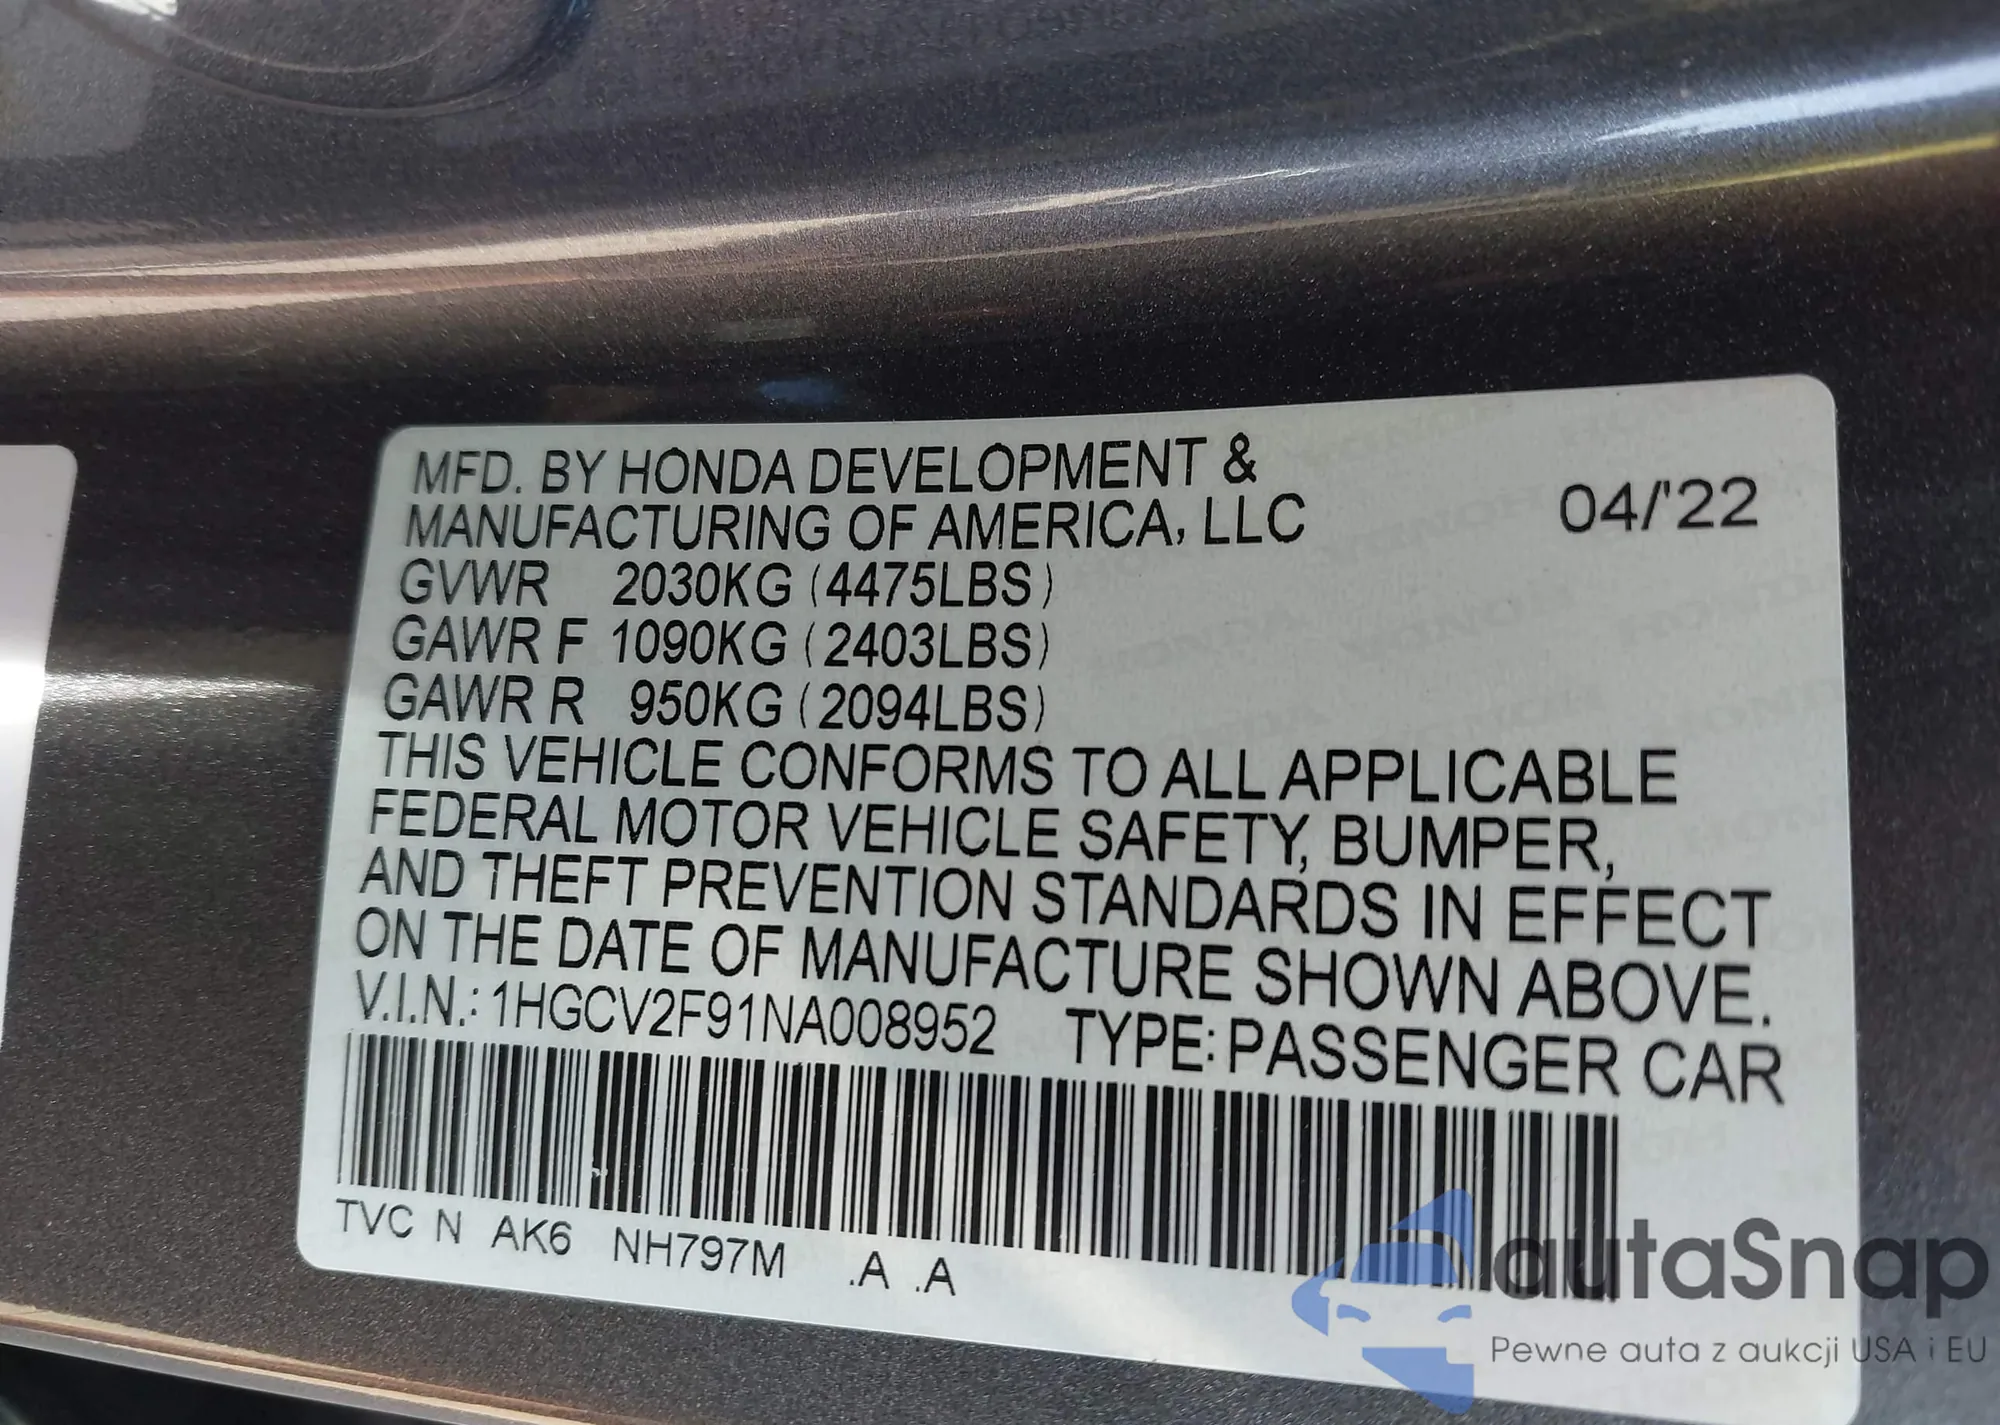 MFD. BY HONDA DEVELOPMENT &
MANUFACTURING OF AMERICA, LLC
04/'22
GVWR 2030KG (4475LBS)
GAWR F 1090KG (2403LBS)
GAWR R 950KG (2094LBS)
THIS VEHICLE CONFORMS TO ALL APPLICABLE
FEDERAL MOTOR VEHICLE SAFETY, BUMPER,
AND THEFT PREVENTION STANDARDS IN EFFECT
ON THE DATE OF MANUFACTURE SHOWN ABOVE.
V.I.N.: 1HGCV2F91NA008952 TYPE: PASSENGER CAR
TVC N AK6 NH797M .A .A
autaSnap
Pewne auta z aukcji USA i EU